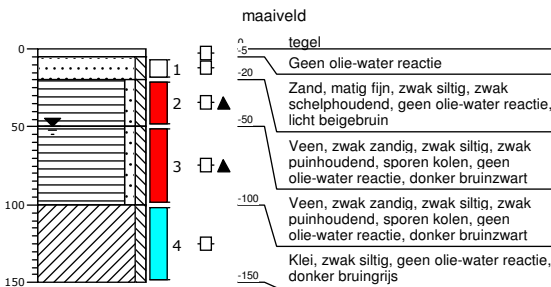 maaiveld
0
50
100
150
1
2
3
4
0
-5
-20
-50
-100
-150
tegel
Geen olie-water reactie
Zand, matig fijn, zwak siltig, zwak
schelphoudend, geen olie-water reactie,
licht beigebruin
Veen, zwak zandig, zwak siltig, zwak
puinhoudend, sporen kolen, geen
olie-water reactie, donker bruinzwart
Veen, zwak zandig, zwak siltig, zwak
puinhoudend, sporen kolen, geen
olie-water reactie, donker bruinzwart
Klei, zwak siltig, geen olie-water reactie,
donker bruingrijs